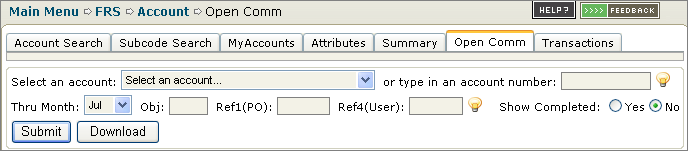 Main Menu ⇨ FRS ⇨ Account ⇨ Open Comm HELP? >>>> FEEDBACK
Account Search Subcode Search MyAccounts Attributes Summary Open Comm Transactions
Select an account: Select an account... or type in an account number:
Thru Month: Jul Obj: Ref1(PO): Ref4(User): Show Completed: Yes No
Submit Download